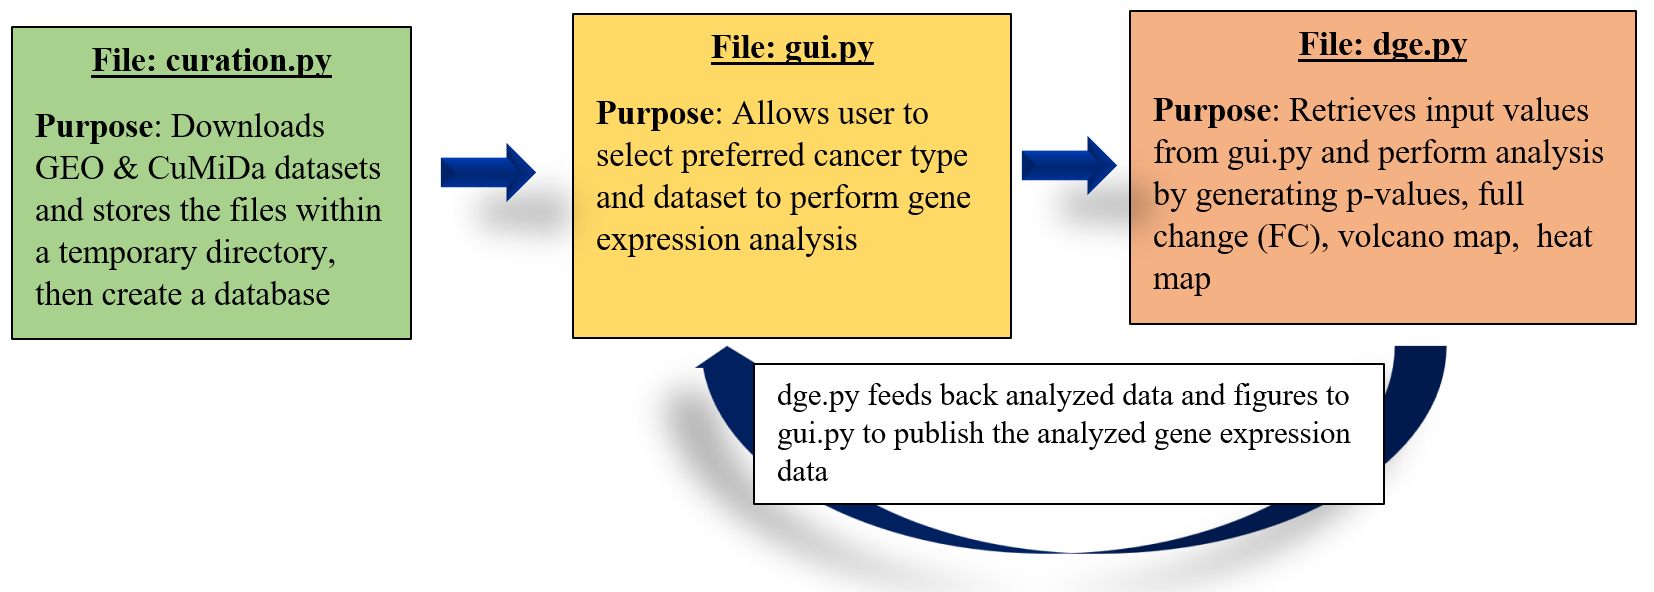 File: curation.py
Purpose: Downloads
GEO & CuMiDa datasets
and stores the files within
a temporary directory,
then create a database
File: gui.py
Purpose: Allows user to
select preferred cancer type
and dataset to perform gene
expression analysis
File: dge.py
Purpose: Retrieves input values
from gui.py and perform analysis
by generating p-values, full
change (FC), volcano map,  heat
map
dge.py feeds back analyzed data and figures to
gui.py to publish the analyzed gene expression
data